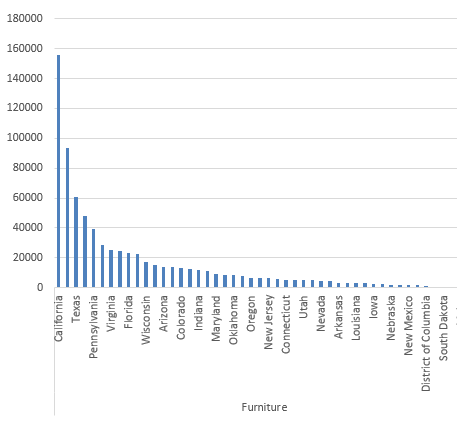 180000
160000
140000
120000
100000
80000
60000
40000
20000
0
California
Texas
Pennsylvania
Virginia
Florida
Wisconsin
Arizona
Colorado
Indiana
Maryland
Oklahoma
Oregon
New Jersey
Connecticut
Utah
Nevada
Arkansas
Louisiana
Iowa
Nebraska
New Mexico
District of Columbia
South Dakota
Furniture